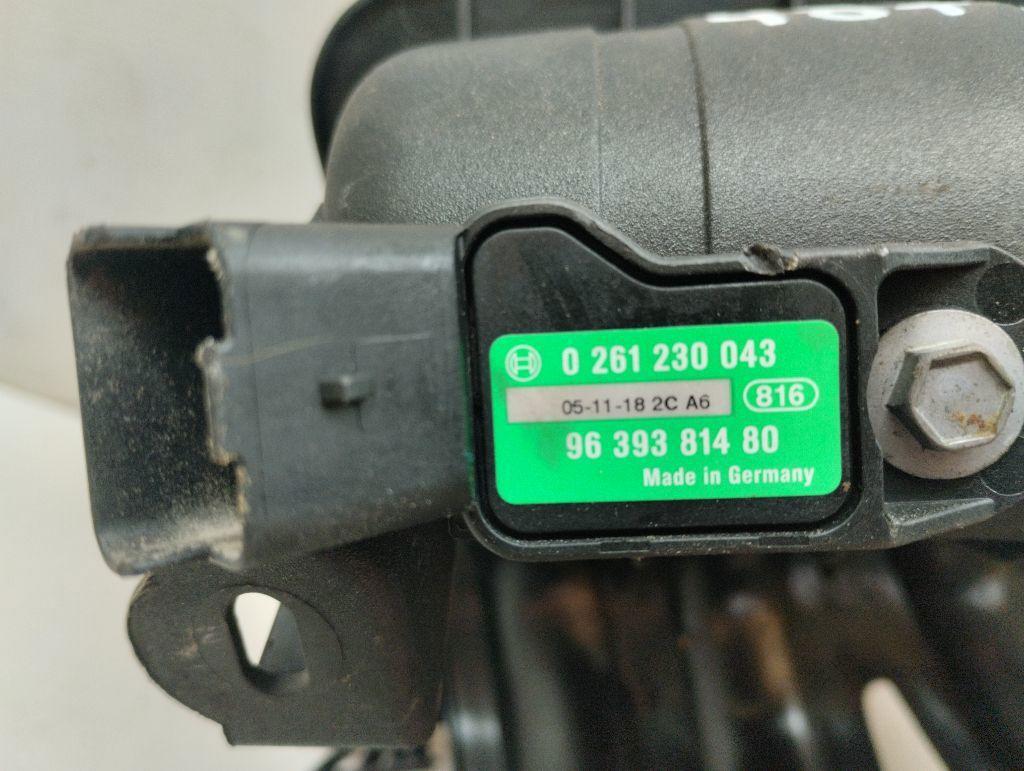 0 261 230 043
05-11-18 2C A6 816
96 393 814 80
Made in Germany